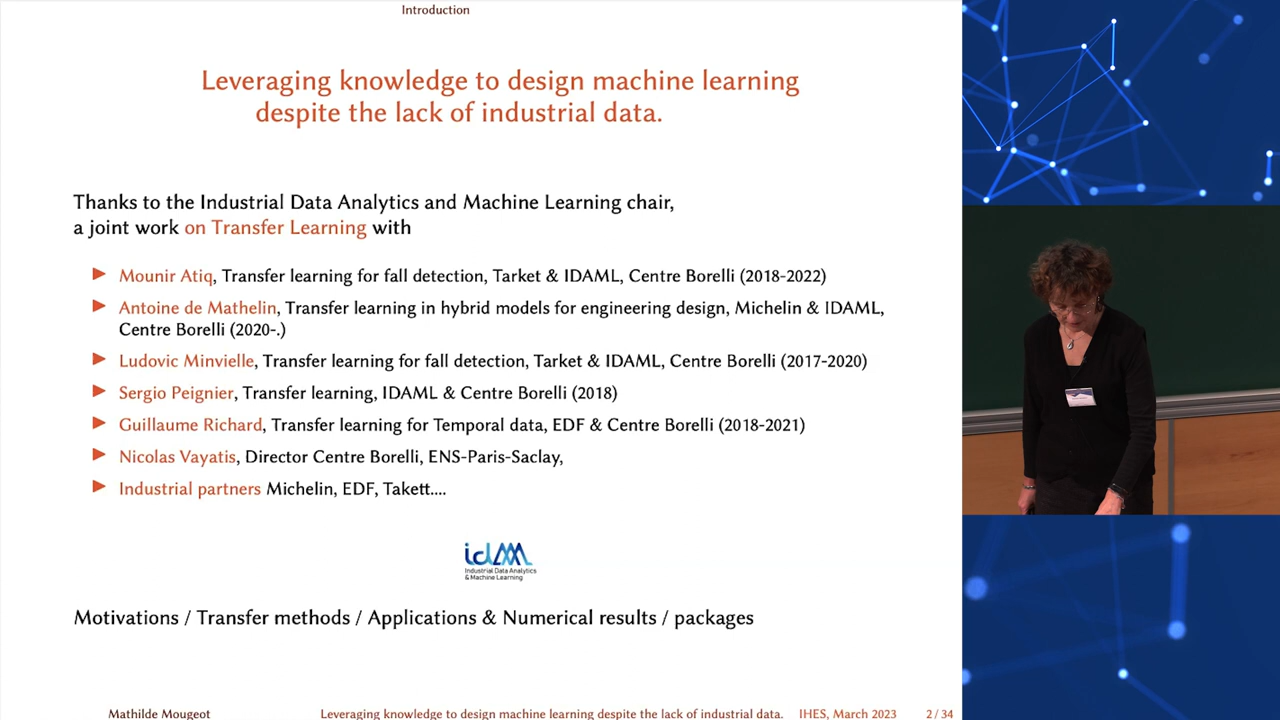 Introduction
Leveraging knowledge to design machine learning
despite the lack of industrial data.
Thanks to the Industrial Data Analytics and Machine Learning chair,
a joint work on Transfer Learning with
▶ Mounir Atiq, Transfer learning for fall detection, Tarket & IDAML, Centre Borelli (2018-2022)
▶ Antoine de Mathelin, Transfer learning in hybrid models for engineering design, Michelin & IDAML,
Centre Borelli (2020-.)
▶ Ludovic Minvielle, Transfer learning for fall detection, Tarket & IDAML, Centre Borelli (2017-2020)
▶ Sergio Peignier, Transfer learning, IDAML & Centre Borelli (2018)
▶ Guillaume Richard, Transfer learning for Temporal data, EDF & Centre Borelli (2018-2021)
▶ Nicolas Vayatis, Director Centre Borelli, ENS-Paris-Saclay,
▶ Industrial partners Michelin, EDF, Takett....
idAML
Industrial Data Analytics
& Machine Learning
Motivations / Transfer methods / Applications & Numerical results / packages
Mathilde Mougeot Leveraging knowledge to design machine learning despite the lack of industrial data. IHES, March 2023 2 / 34